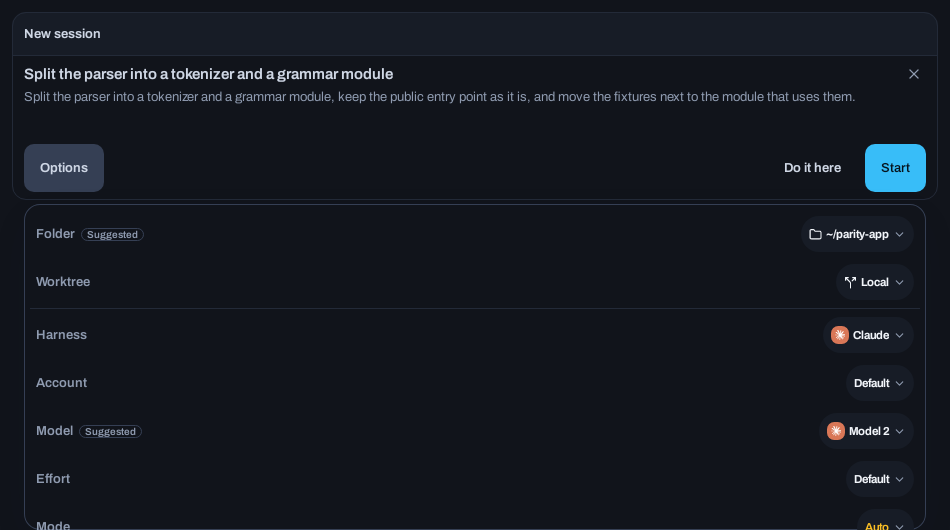 New session
Split the parser into a tokenizer and a grammar module
Split the parser into a tokenizer and a grammar module, keep the public entry point as it is, and move the fixtures next to the module that uses them.
Options
Do it here
Start
Folder Suggested ~/parity-app
Worktree Local
Harness Claude
Account Default
Model Suggested Model 2
Effort Default
Mode Auto